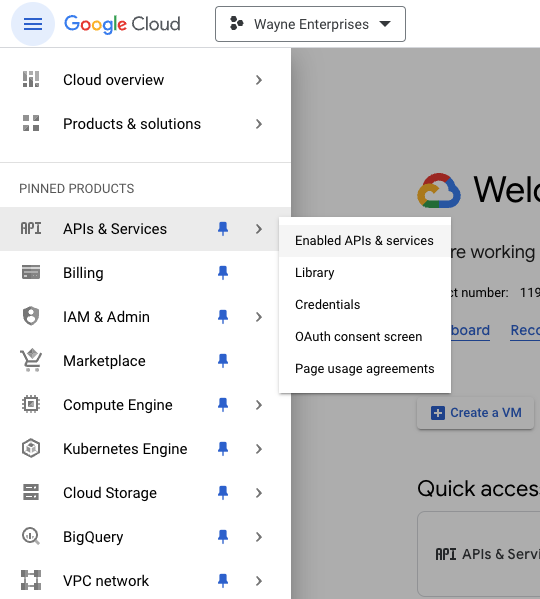 Google Cloud
Wayne Enterprises
Cloud overview
Products & solutions
PINNED PRODUCTS
API APIs & Services
Billing
IAM & Admin
Marketplace
Compute Engine
Kubernetes Engine
Cloud Storage
BigQuery
VPC network
Enabled APIs & services
Library
Credentials
OAuth consent screen
Page usage agreements
Welc
re working
ct number: 119
board Reco
Create a VM
Quick acces
API APIs & Servi